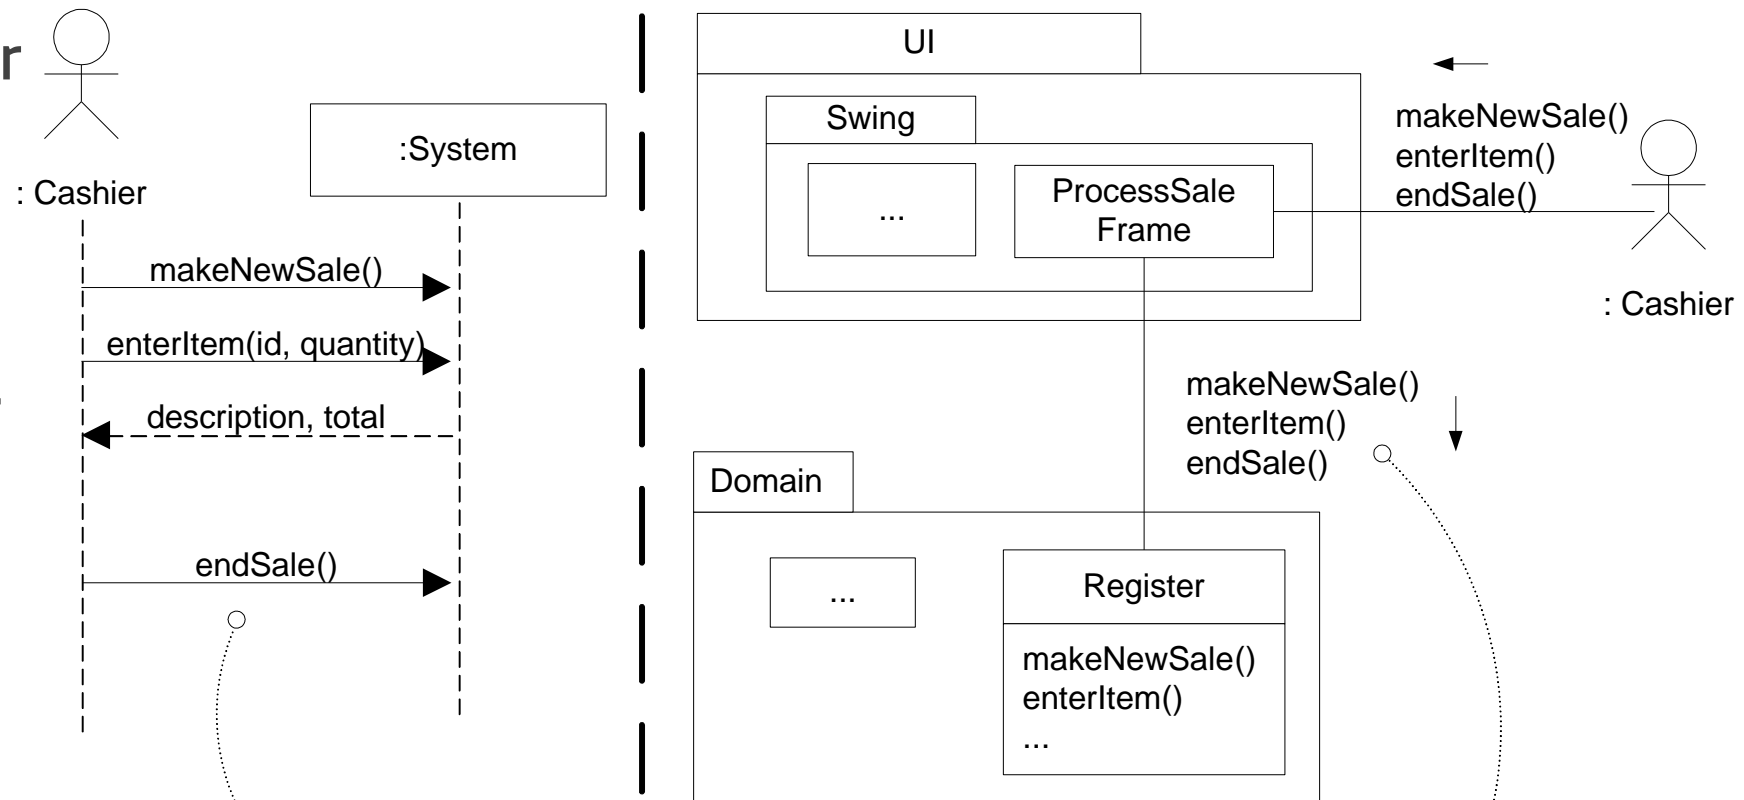 r
: Cashier
:System
makeNewSale()
enterItem(id, quantity)
description, total
endSale()
UI
Swing
...
ProcessSale
Frame
makeNewSale()
enterItem()
endSale()
: Cashier
makeNewSale()
enterItem()
endSale()
Domain
...
Register
makeNewSale()
enterItem()
...